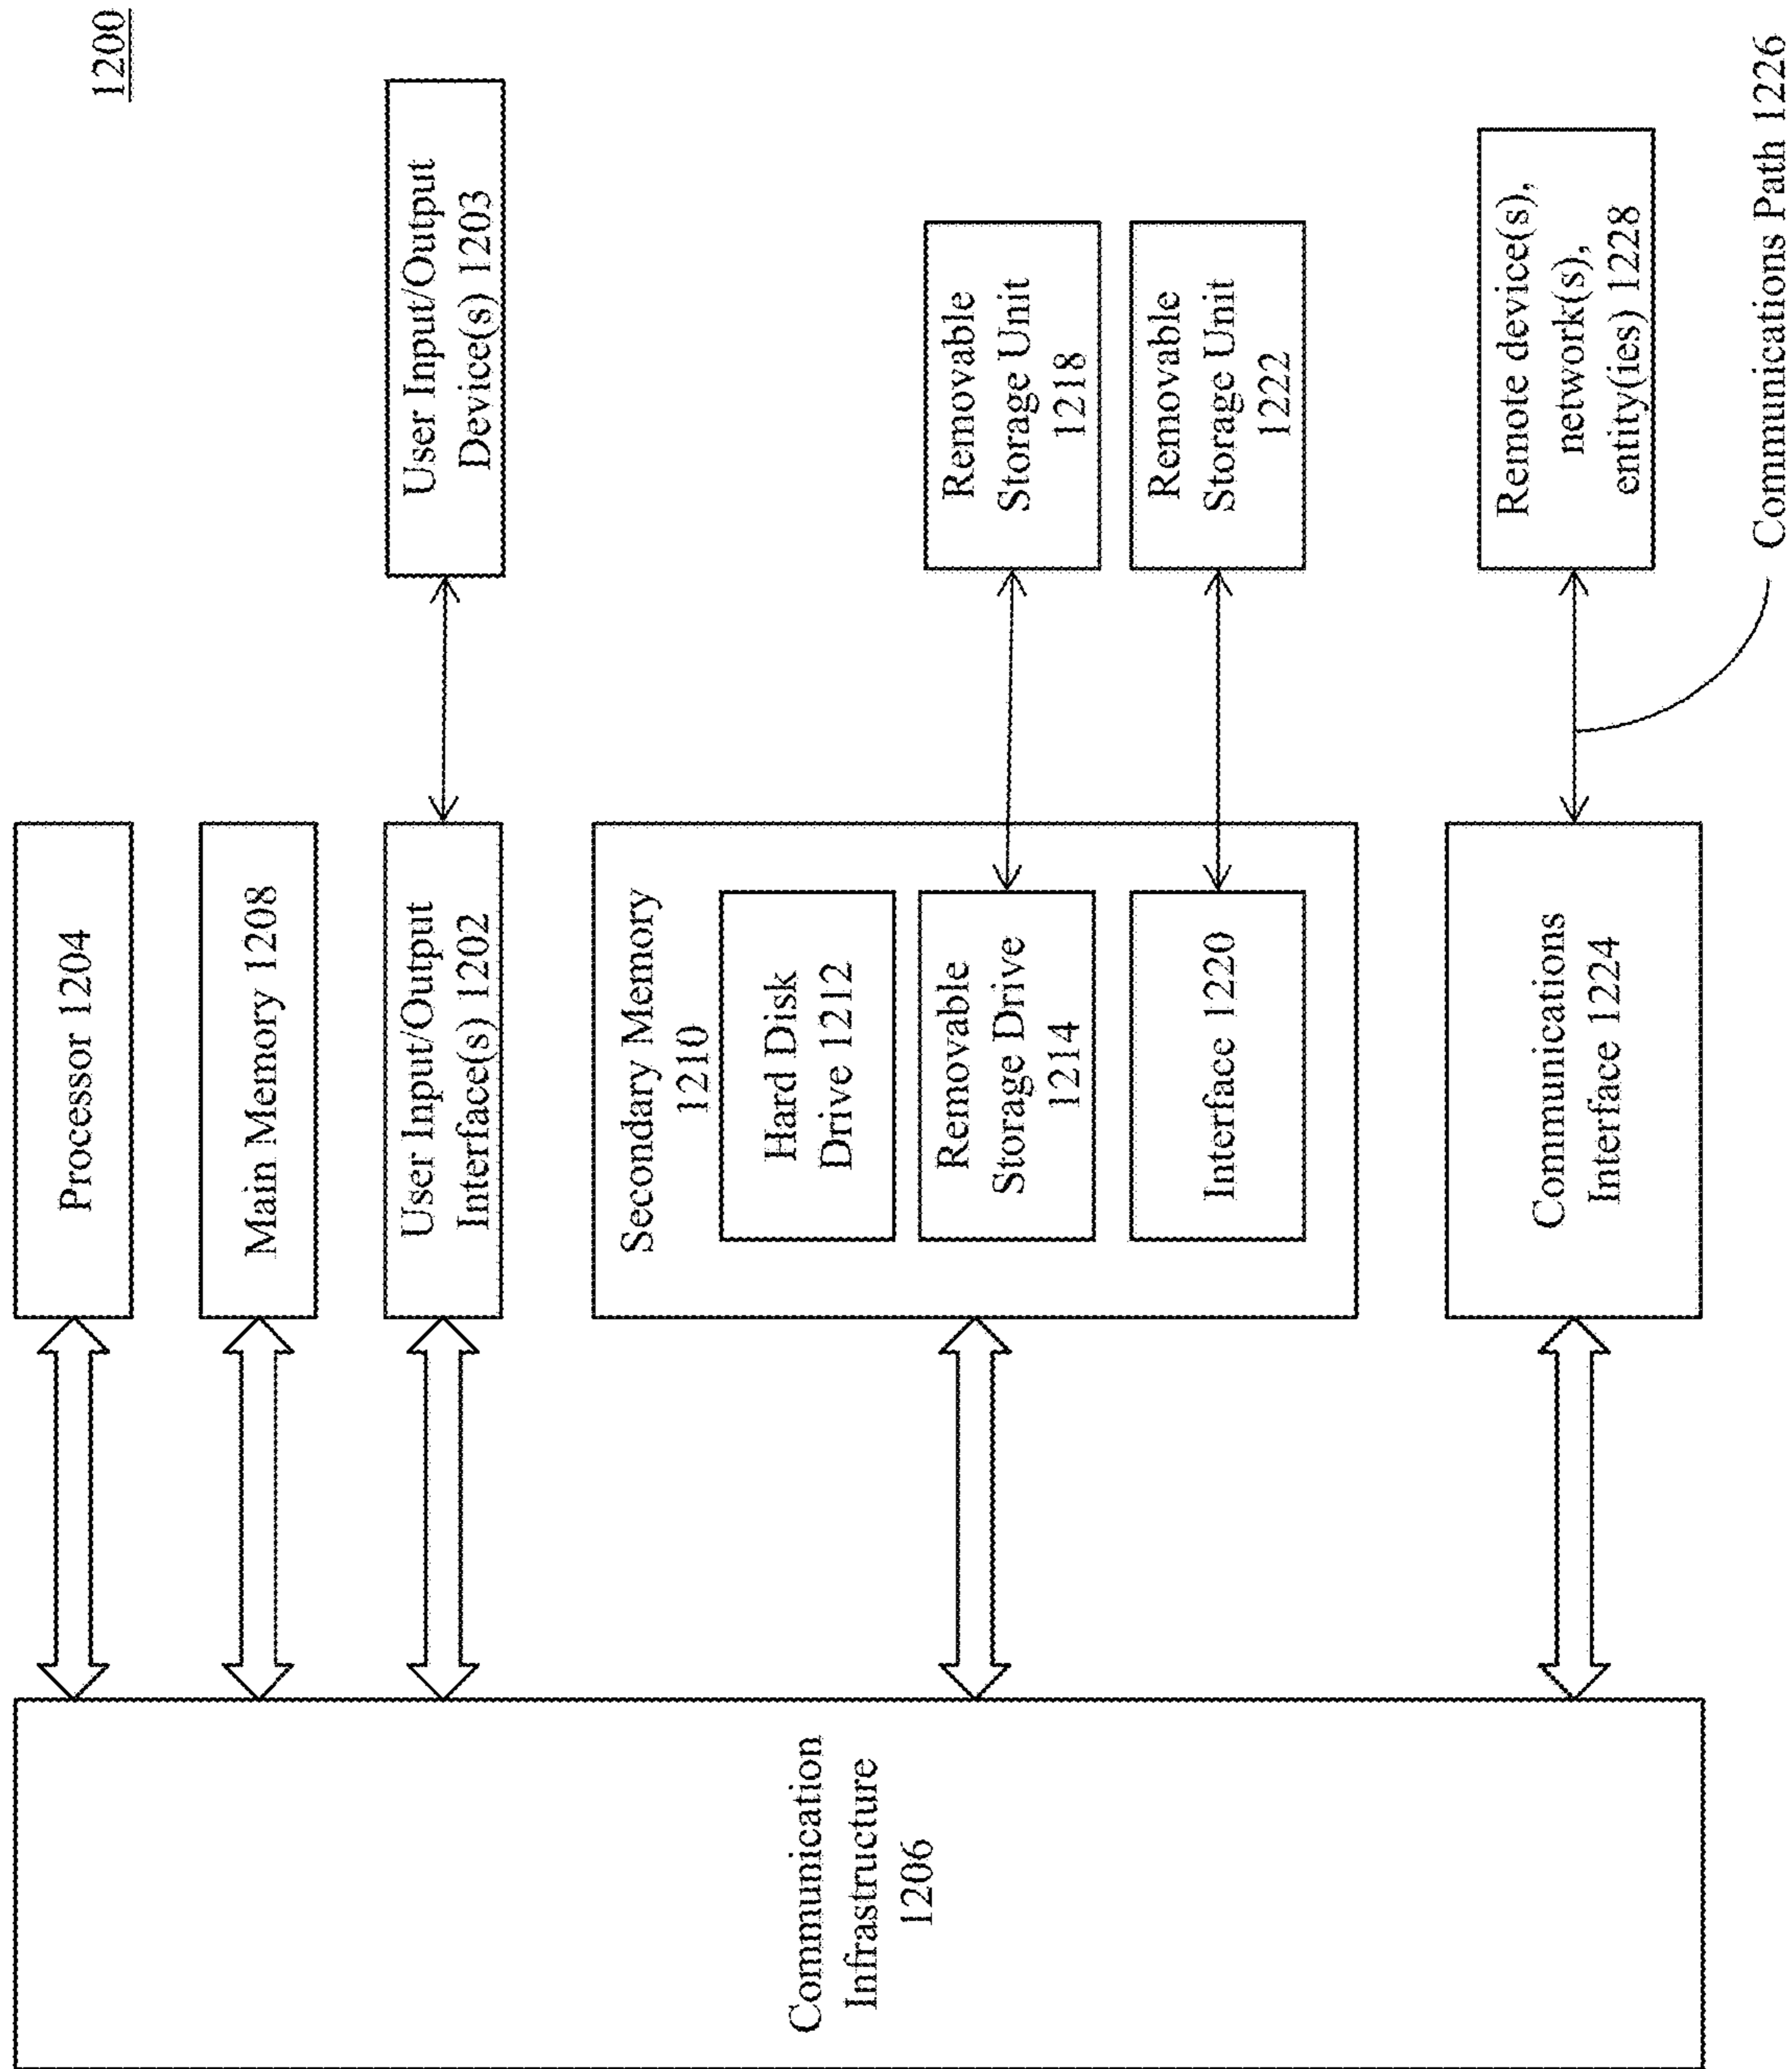 1200
Processor 1204
Main Memory 1208
User Input/Output
Interface(s) 1202
User Input/Output
Device(s) 1203
Communication
Infrastructure
1206
Secondary Memory
1210
Hard Disk
Drive 1212
Removable
Storage Drive
1214
Removable
Storage Unit
1218
Interface 1220
Removable
Storage Unit
1222
Communications
Interface 1224
Remote device(s),
network(s),
entity(ies) 1228
Communications Path 1226